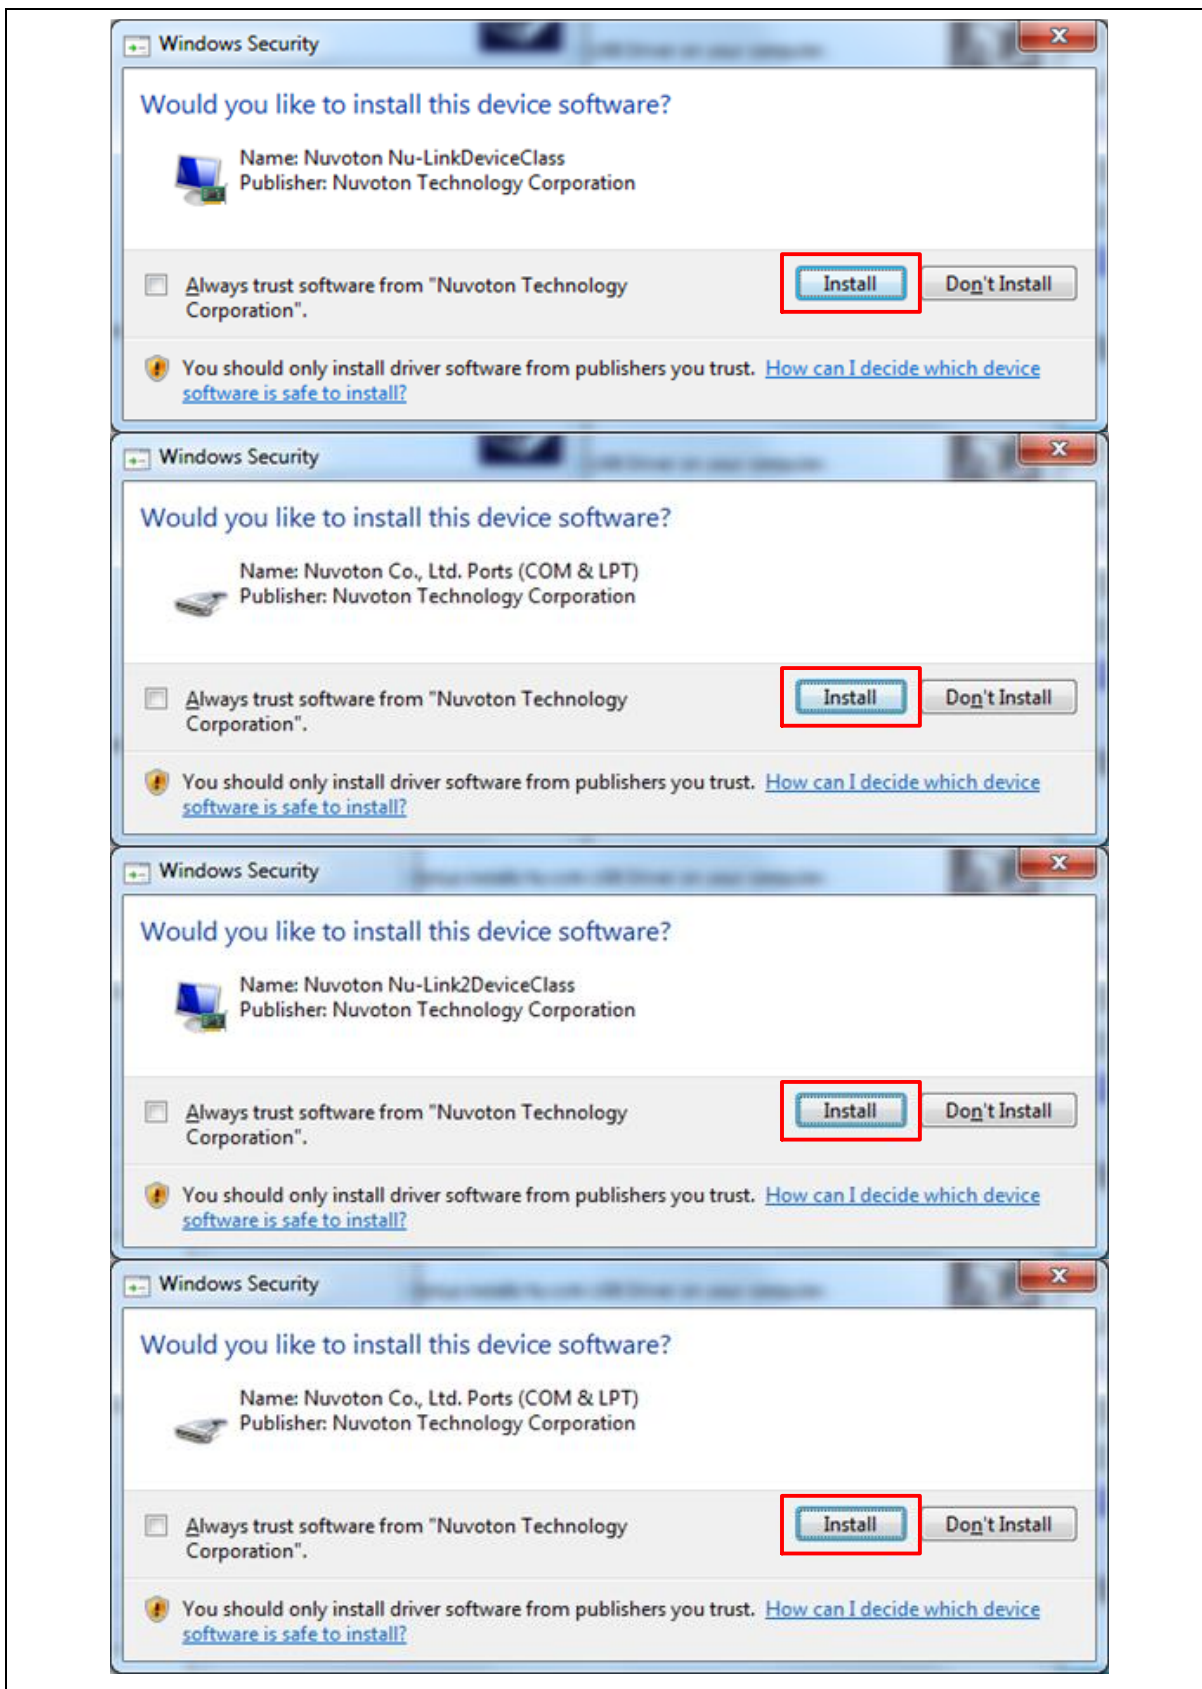 Windows Security
Would you like to install this device software?
Name: Nuvoton Nu-LinkDeviceClass
Publisher: Nuvoton Technology Corporation
Always trust software from "Nuvoton Technology
Corporation".
Install
Don't Install
You should only install driver software from publishers you trust. How can I decide which device
software is safe to install?
Windows Security
Would you like to install this device software?
Name: Nuvoton Co., Ltd. Ports (COM & LPT)
Publisher: Nuvoton Technology Corporation
Always trust software from "Nuvoton Technology
Corporation".
Install
Don't Install
You should only install driver software from publishers you trust. How can I decide which device
software is safe to install?
Windows Security
Would you like to install this device software?
Name: Nuvoton Nu-Link2DeviceClass
Publisher: Nuvoton Technology Corporation
Always trust software from "Nuvoton Technology
Corporation".
Install
Don't Install
You should only install driver software from publishers you trust. How can I decide which device
software is safe to install?
Windows Security
Would you like to install this device software?
Name: Nuvoton Co., Ltd. Ports (COM & LPT)
Publisher: Nuvoton Technology Corporation
Always trust software from "Nuvoton Technology
Corporation".
Install
Don't Install
You should only install driver software from publishers you trust. How can I decide which device
software is safe to install?